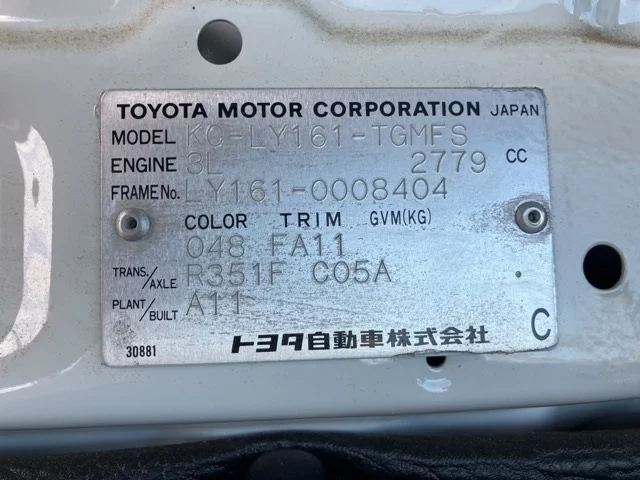 TOYOTA MOTOR CORPORATION JAPAN
MODEL KC-LY161-TGMFS
ENGINE 3L 2779 CC
FRAME No. LY161-0008404
COLOR TRIM GVM(KG)
048 FA11
TRANS./AXLE R351F C05A
PLANT/BUILT A11
30881 トヨタ自動車株式会社 C